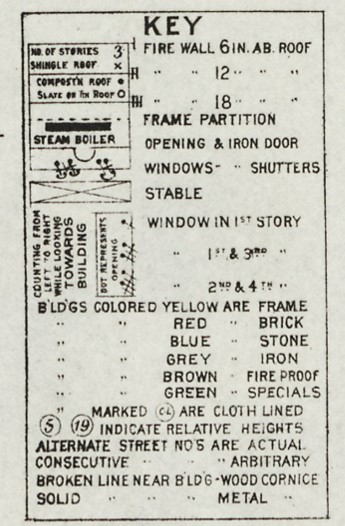 KEY
NO. OF STORIES 3 FIRE WALL 6 IN. AB. ROOF
SHINGLE ROOF x
COMPOST'N ROOF • " " 12 " " "
SLATE OR TIN ROOF O
" " 18 " " "
FRAME PARTITION
STEAM BOILER OPENING & IRON DOOR
WINDOWS - " SHUTTERS
STABLE
COUNTING FROM
LEFT TO RIGHT
WHILE LOOKING
TOWARDS
BUILDING
DOT REPRESENTS
OPENING
WINDOW IN 1ST STORY
" 1ST & 3RD "
" 2ND & 4TH "
B'LDGS COLORED YELLOW ARE FRAME
" " RED " BRICK
" " BLUE " STONE
" " GREY " IRON
" " BROWN " FIRE PROOF
" " GREEN " SPECIALS
" MARKED CL ARE CLOTH LINED
5 19 INDICATE RELATIVE HEIGHTS
ALTERNATE STREET NO'S ARE ACTUAL
CONSECUTIVE " " " ARBITRARY
BROKEN LINE NEAR B'LD'G - WOOD CORNICE
SOLID " " " METAL "